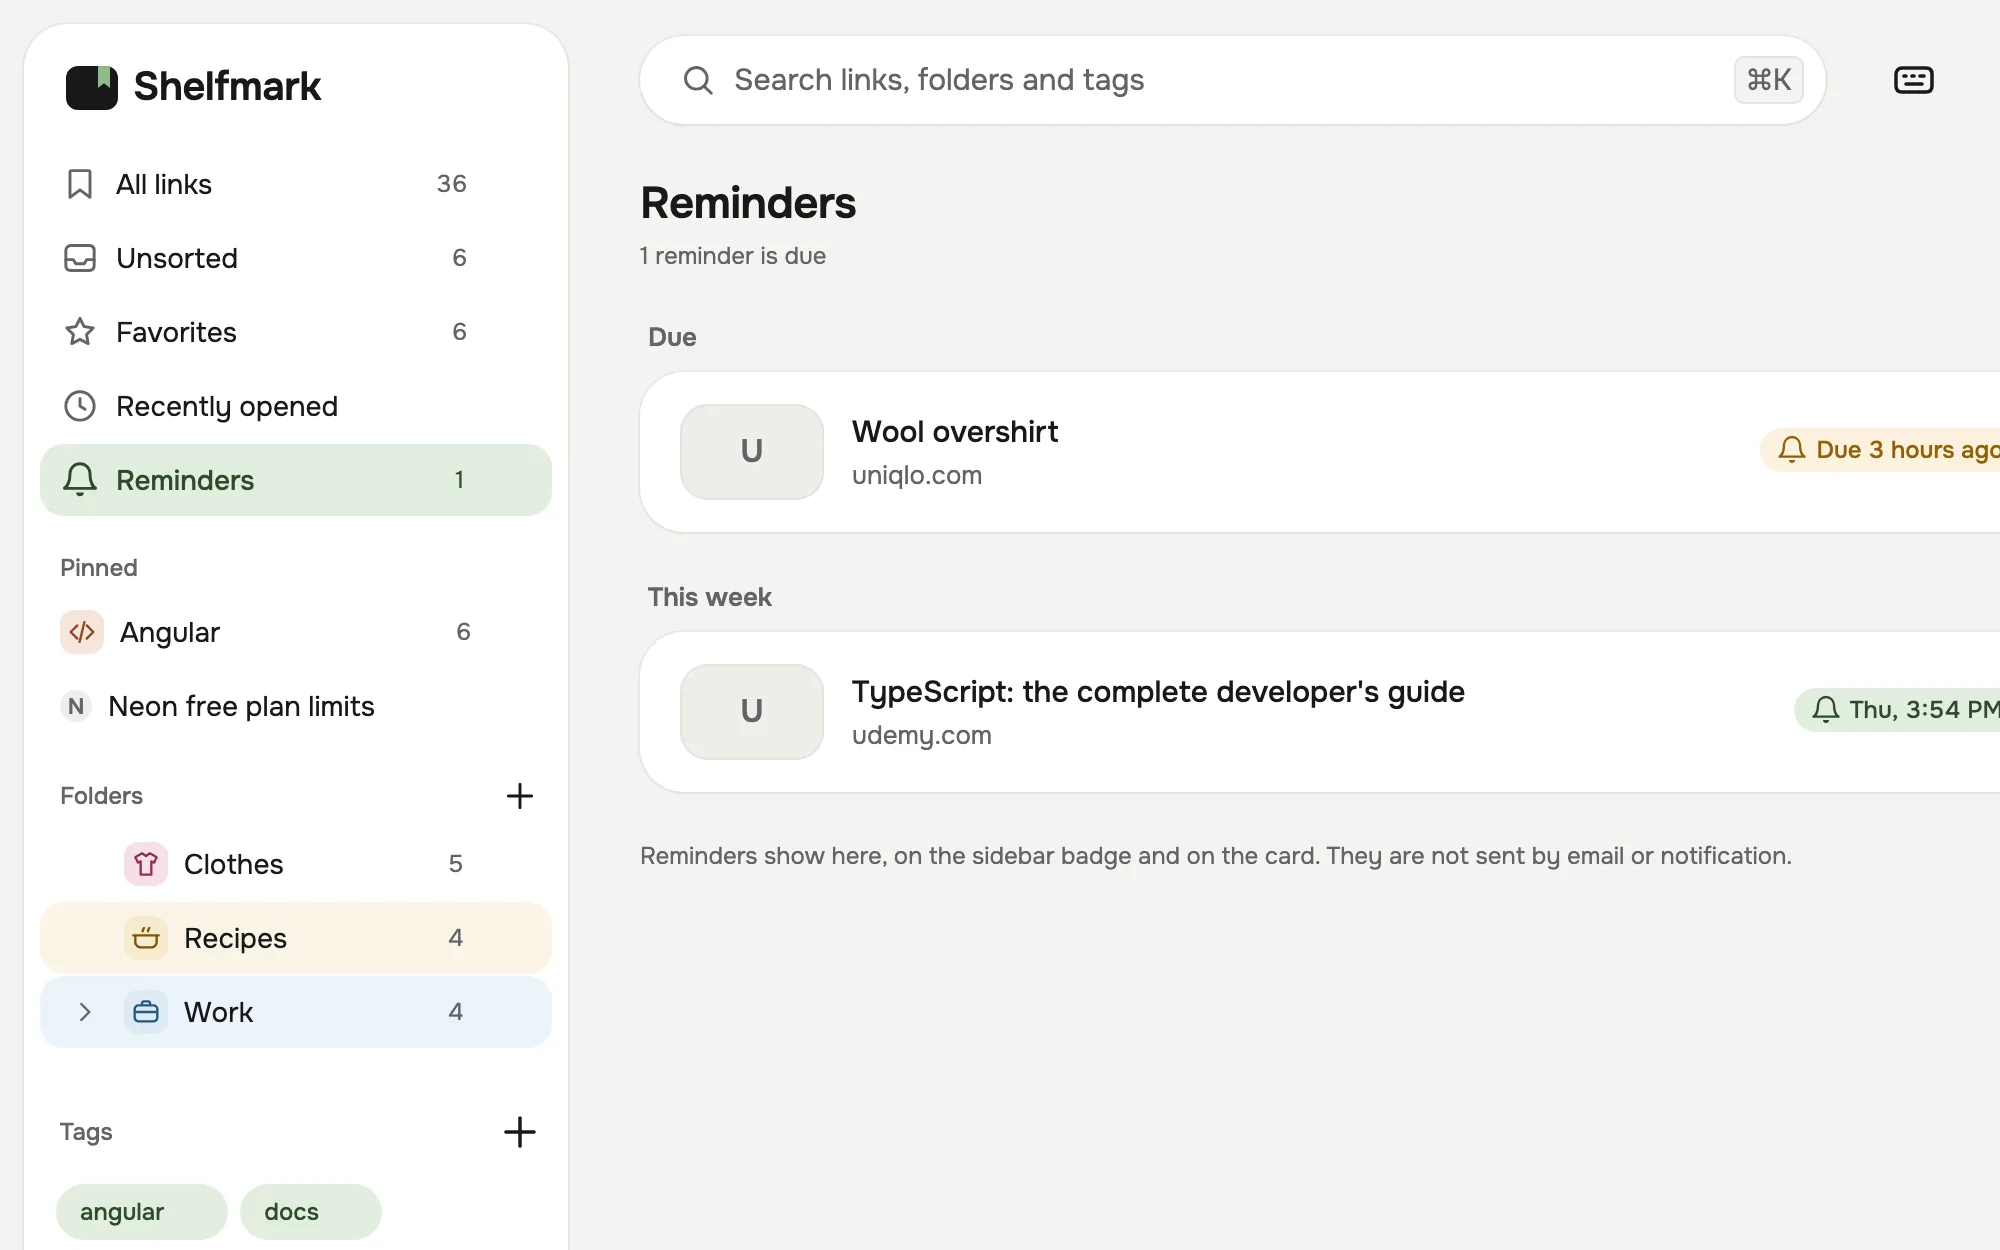 Shelfmark
All links 36
Unsorted 6
Favorites 6
Recently opened
Reminders 1
Pinned
Angular 6
N Neon free plan limits
Folders
Clothes 5
Recipes 4
Work 4
Tags
angular docs
Search links, folders and tags ⌘K
Reminders
1 reminder is due
Due
U
Wool overshirt
uniqlo.com
Due 3 hours ago
This week
U
TypeScript: the complete developer's guide
udemy.com
Thu, 3:54 PM
Reminders show here, on the sidebar badge and on the card. They are not sent by email or notification.